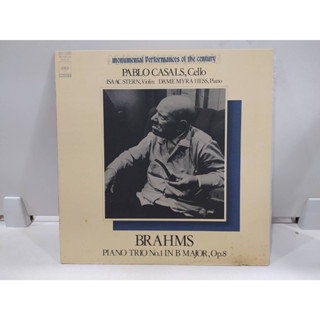 monumental Performances of the century
PABLO CASALS, Cello
ISAAC STERN, Violin DAME MYRA HESS, Piano
BRAHMS
PIANO TRIO No.1 IN B MAJOR, Op.8